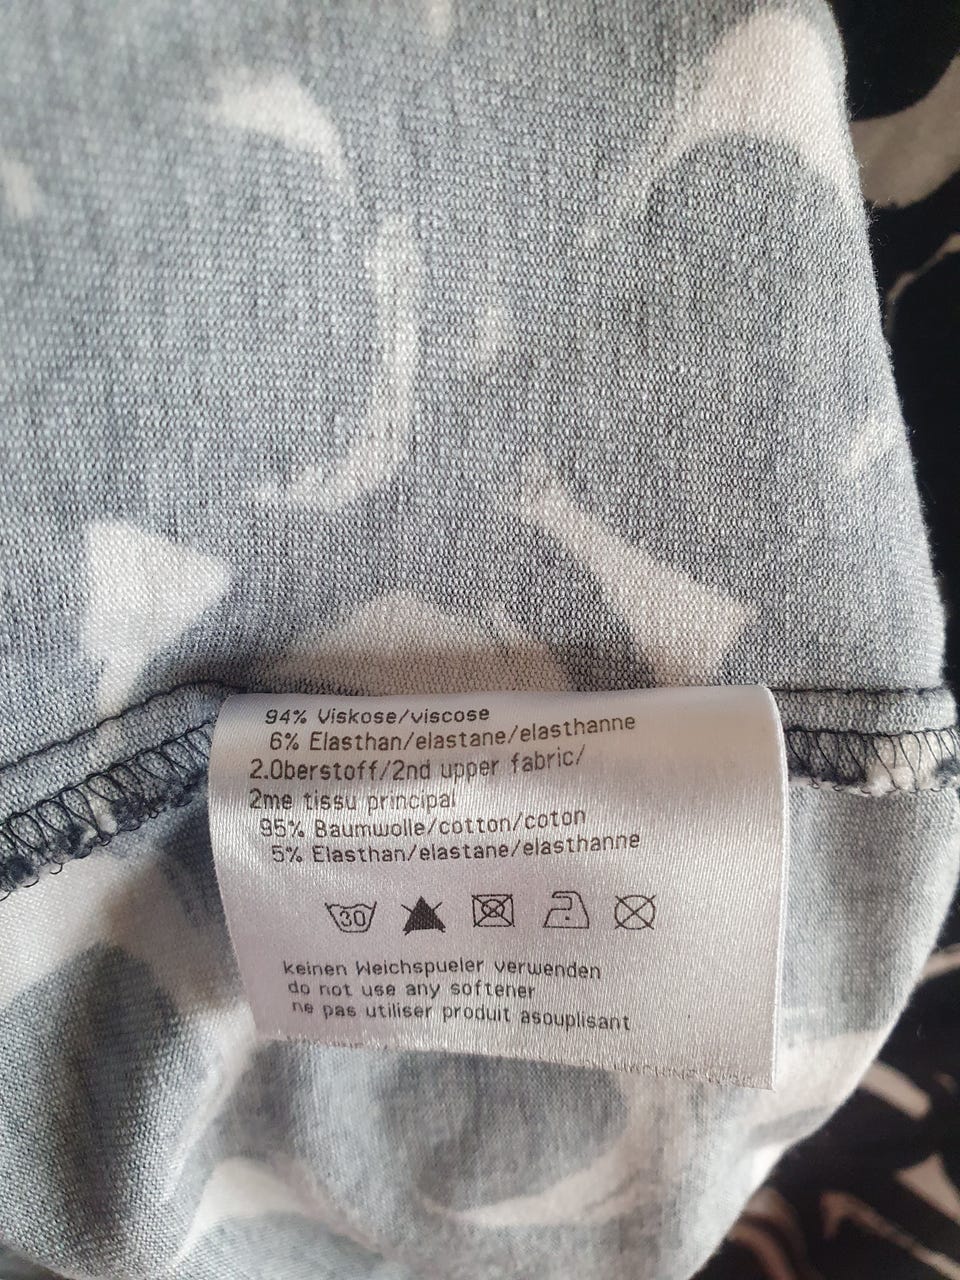 94% Viskose/viscose
6% Elasthan/elastane/elasthanne
2.Oberstoff/2nd upper fabric/
2me tissu principal
95% Baumwolle/cotton/coton
5% Elasthan/elastane/elasthanne
30
keinen Weichspueler verwenden
do not use any softener
ne pas utiliser produit asouplisant